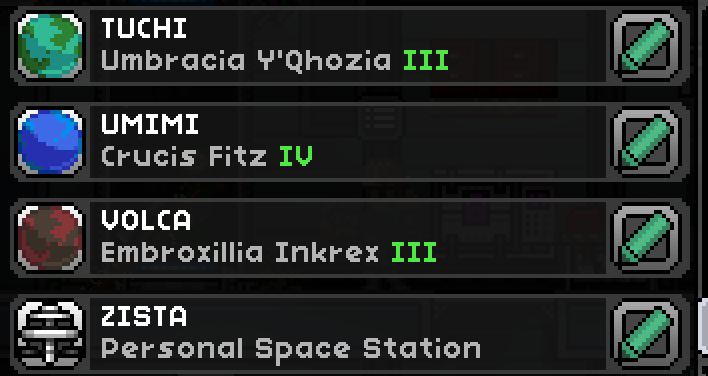 TUCHI
Umbracia Y'Qhozia III
UMIMI
Crucis Fitz IV
VOLCA
Embroxillia Inkrex III
ZISTA
Personal Space Station